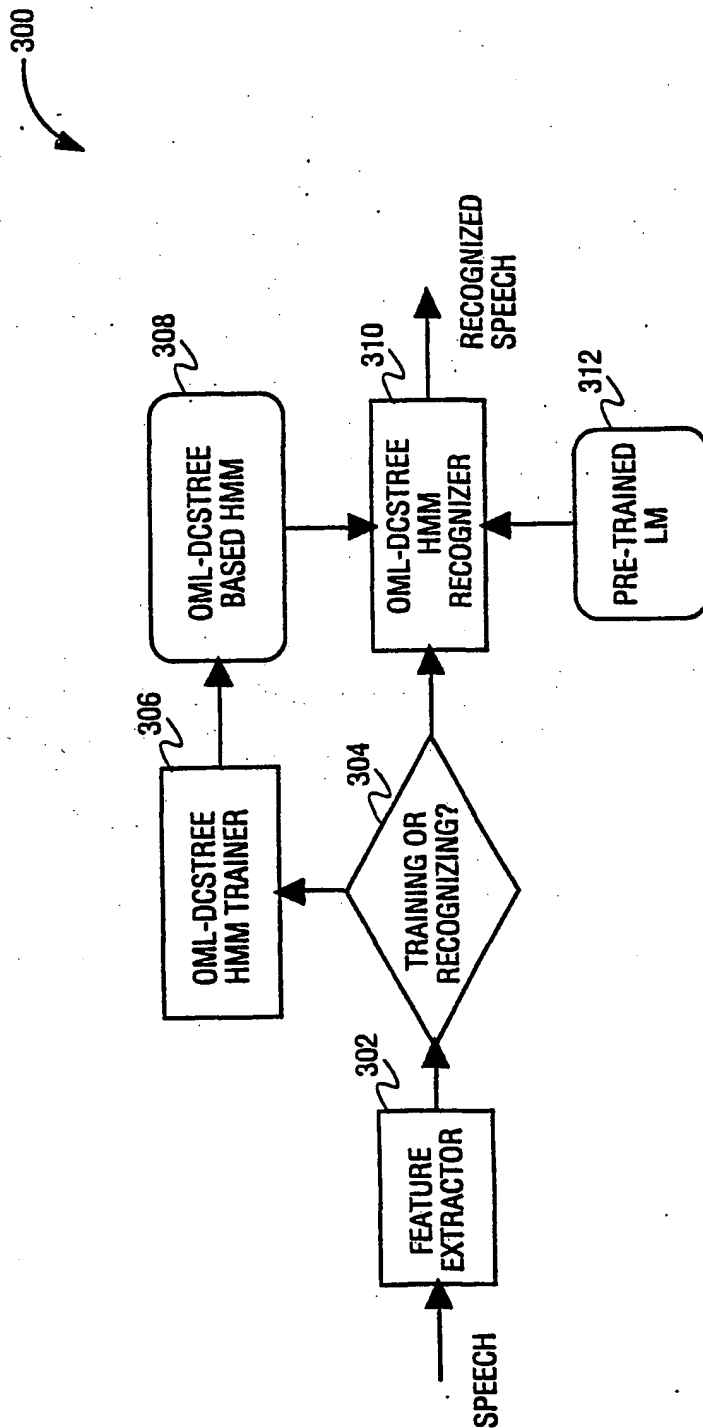 300
SPEECH
302
FEATURE
EXTRACTOR
304
TRAINING OR
RECOGNIZING?
306
OML-DCSTREE
HMM TRAINER
308
OML-DCSTREE
BASED HMM
310
OML-DCSTREE
HMM
RECOGNIZER
RECOGNIZED
SPEECH
312
PRE-TRAINED
LM